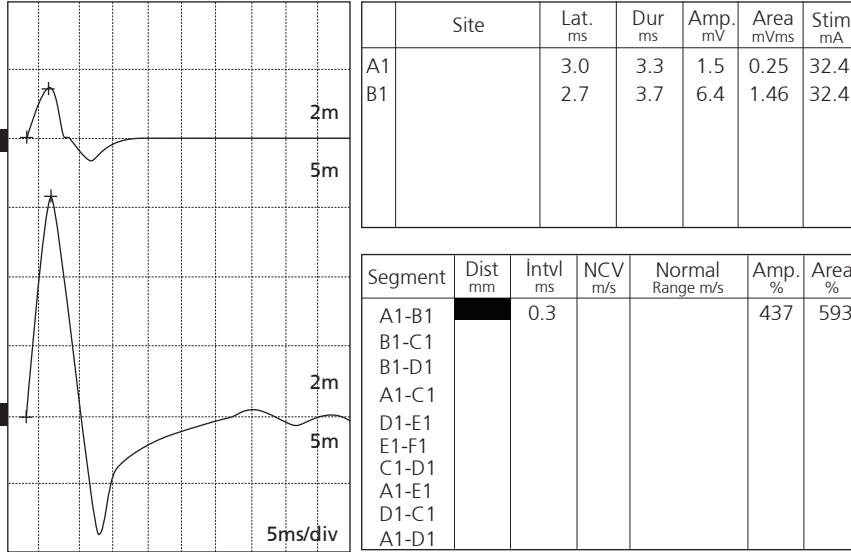 2m
5m
2m
5m
5ms/div
Site Lat. Dur Amp. Area Stim
ms ms mV mVms mA
A1 3.0 3.3 1.5 0.25 32.4
B1 2.7 3.7 6.4 1.46 32.4
Segment Dist İntvl NCV Normal Amp. Area
mm ms m/s Range m/s % %
A1-B1 0.3 437 593
B1-C1
B1-D1
A1-C1
D1-E1
E1-F1
C1-D1
A1-E1
D1-C1
A1-D1